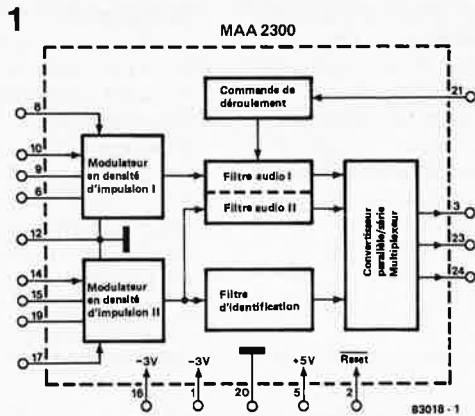 1
MAA 2300
Commande de
déroulement
21
8
10
9
6
Modulateur
en densité
d'impulsion I
Filtre audio I
Filtre audio II
Convertisseur
parallèle/série
Multiplexeur
3
23
24
12
14
15
19
17
Modulateur
en densité
d'impulsion II
Filtre
d'identification
-3V
-3V
+5V
Reset
16
1
20
5
2
83018 - 1